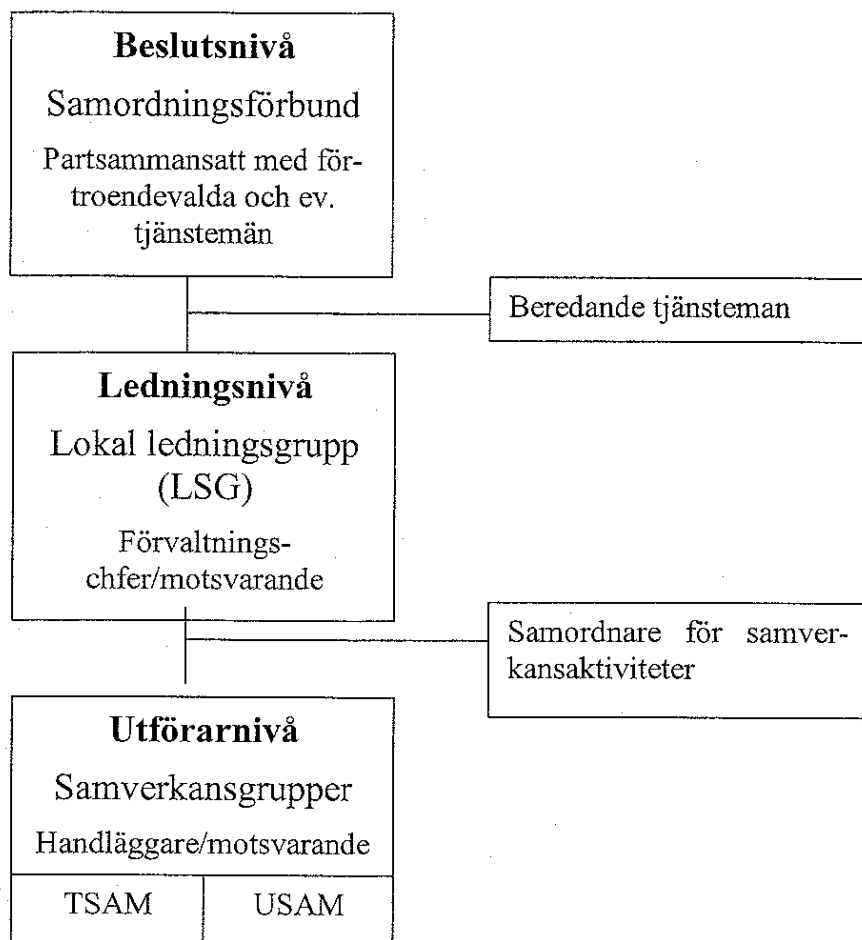 Beslutsnivå
Samordningsförbund
Partsammansatt med för-
troendevalda och ev.
tjänstemän
Beredande tjänsteman
Ledningsnivå
Lokal ledningsgrupp
(LSG)
Förvaltnings-
chfer/motsvarande
Samordnare för samver-
kansaktiviteter
Utförarnivå
Samverkansgrupper
Handläggare/motsvarande
TSAM
USAM